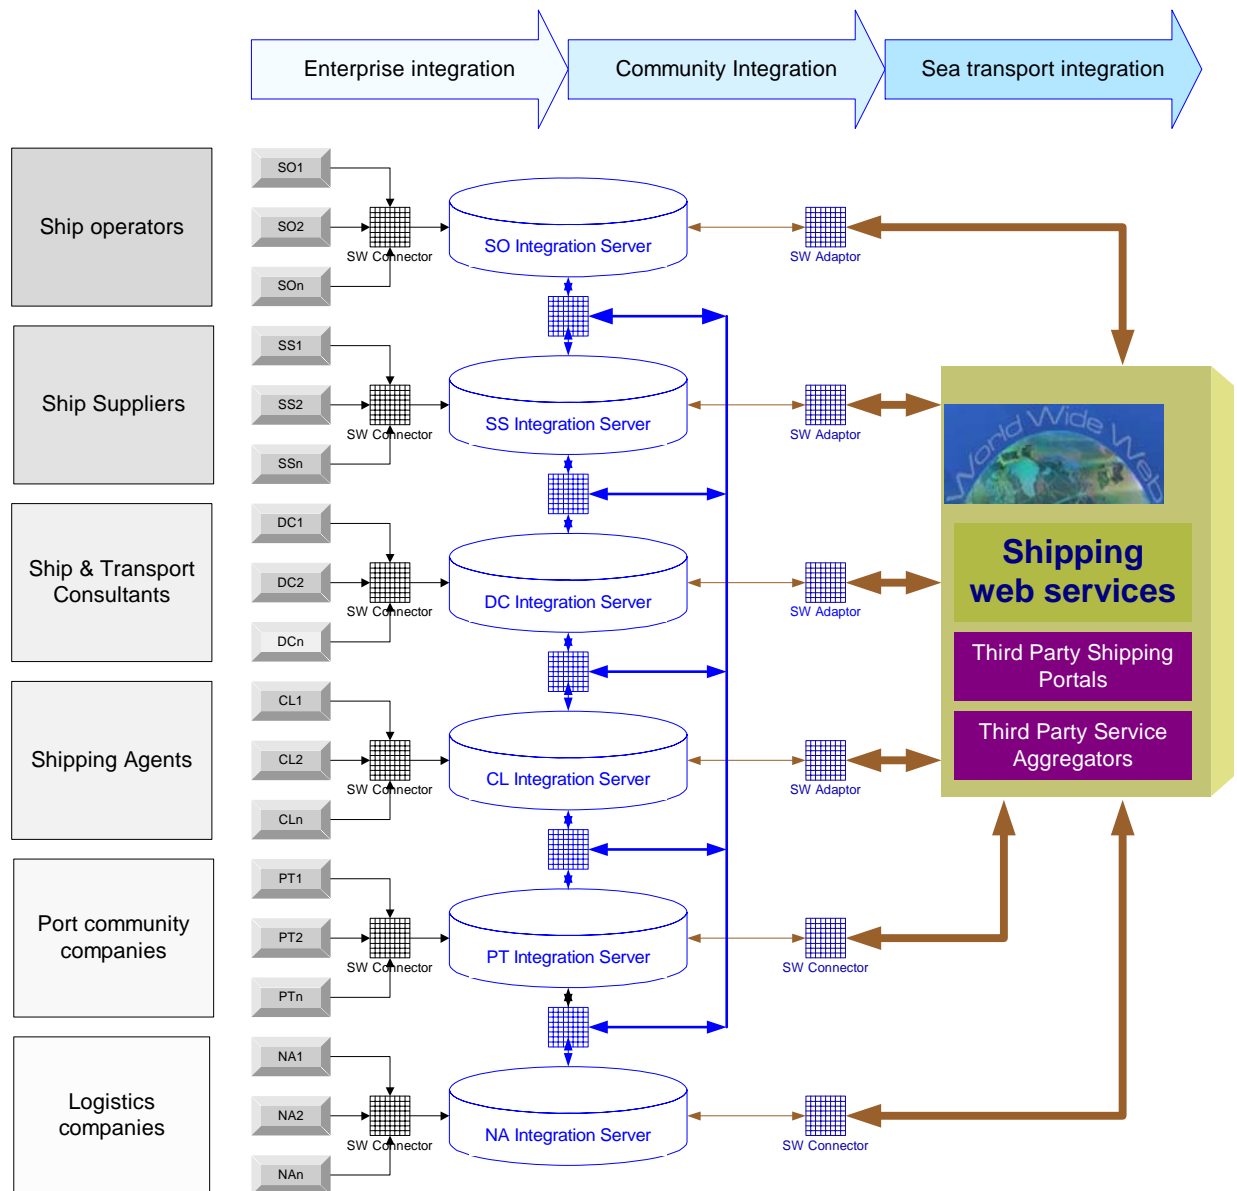 Enterprise integration
Community Integration
Sea transport integration
Ship operators
SO1
SO2
SOn
SW Connector
SO Integration Server
SW Adaptor
Ship Suppliers
SS1
SS2
SSn
SW Connector
SS Integration Server
SW Adaptor
World Wide Web
Shipping
web services
Third Party Shipping
Portals
Third Party Service
Aggregators
Ship & Transport
Consultants
DC1
DC2
DCn
SW Connector
DC Integration Server
SW Adaptor
Shipping Agents
CL1
CL2
CLn
SW Connector
CL Integration Server
SW Adaptor
Port community
companies
PT1
PT2
PTn
SW Connector
PT Integration Server
SW Connector
Logistics
companies
NA1
NA2
NAn
SW Connector
NA Integration Server
SW Connector